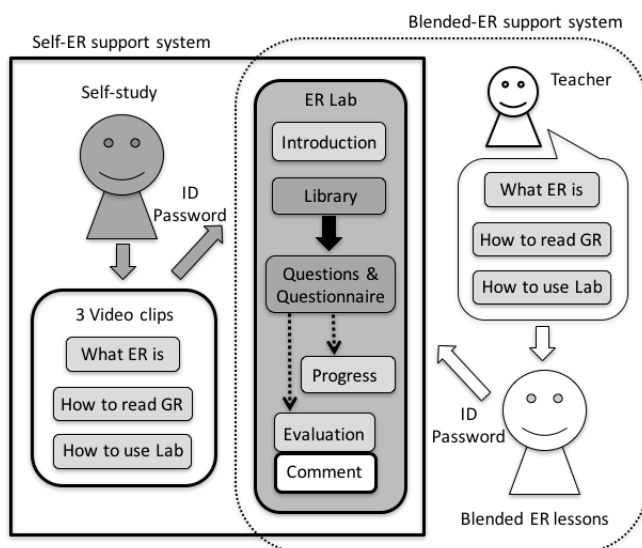 Blended-ER support system
Self-ER support system
Self-study
ID
Password
3 Video clips
What ER is
How to read GR
How to use Lab
ER Lab
Introduction
Library
Questions &
Questionnaire
Progress
Evaluation
Comment
Teacher
What ER is
How to read GR
How to use Lab
ID
Password
Blended ER lessons